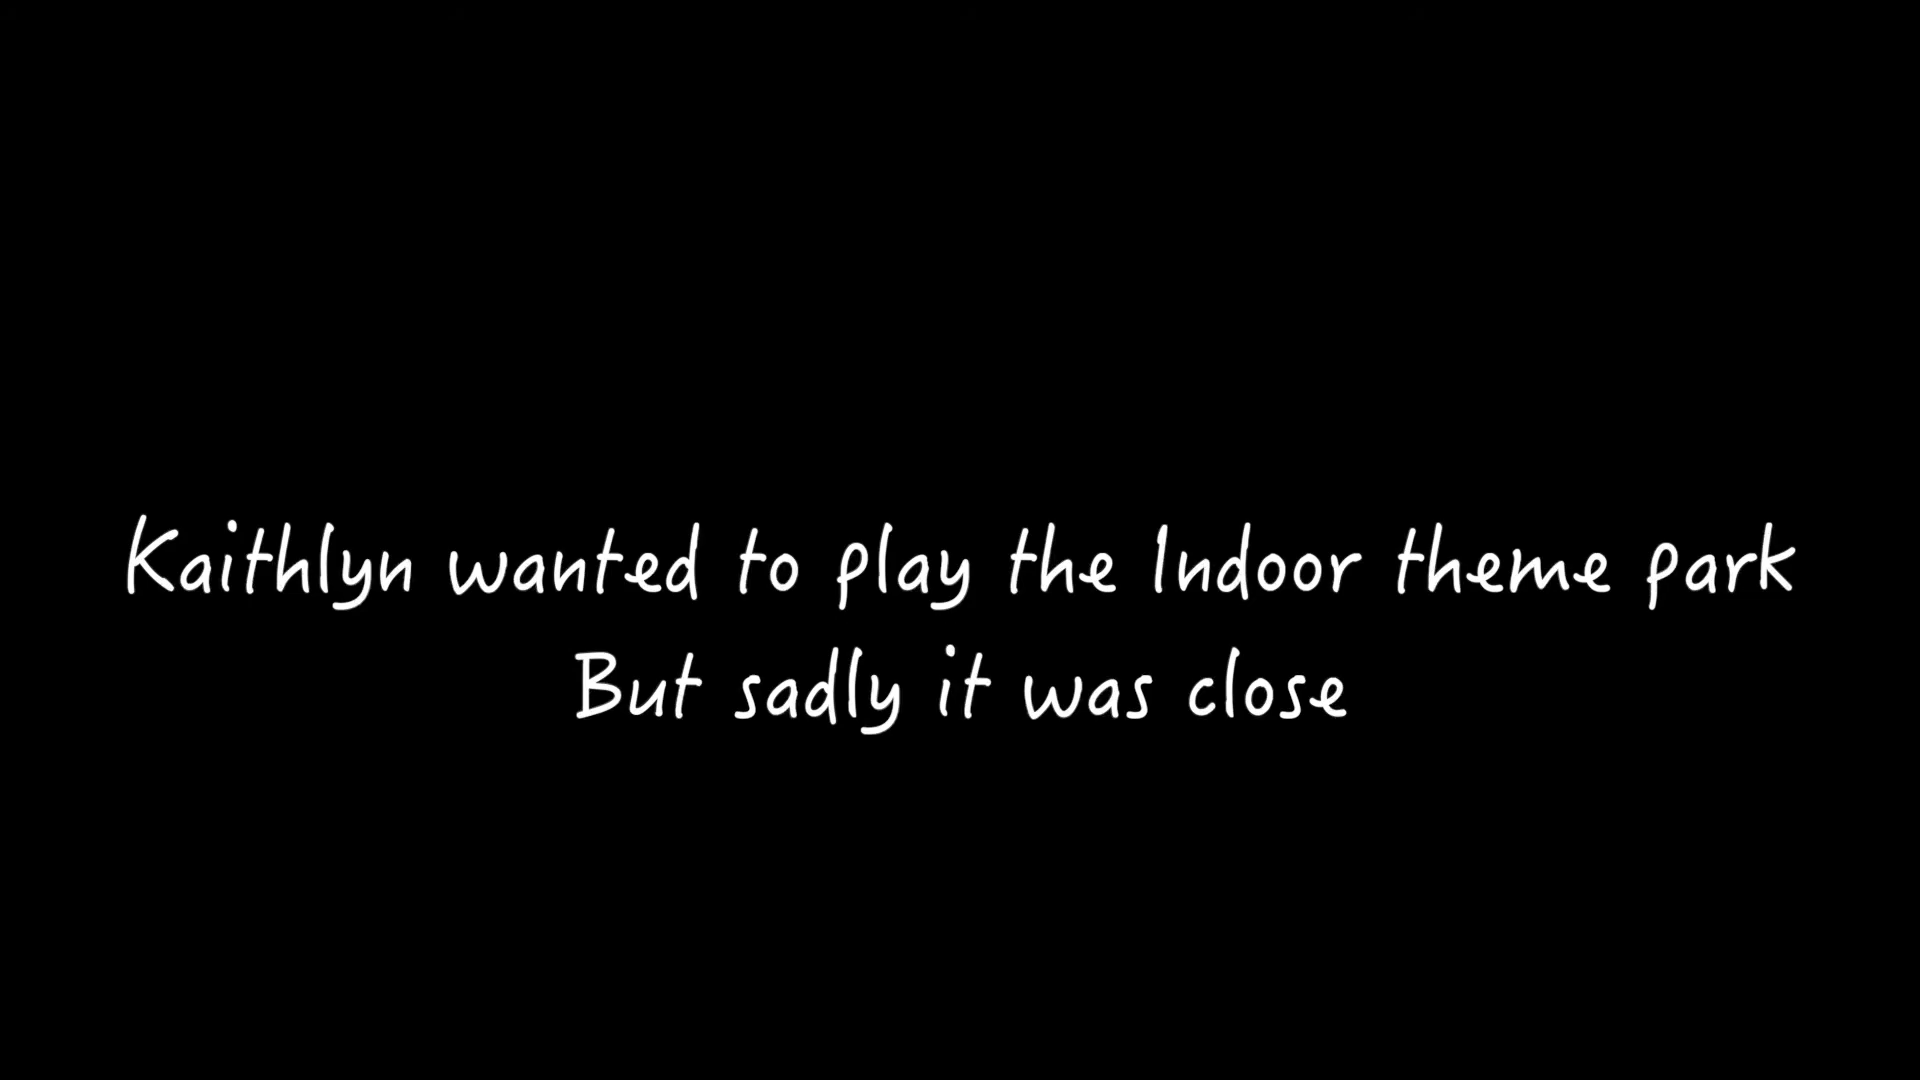 Kaithlyn wanted to play the Indoor theme park
But sadly it was close